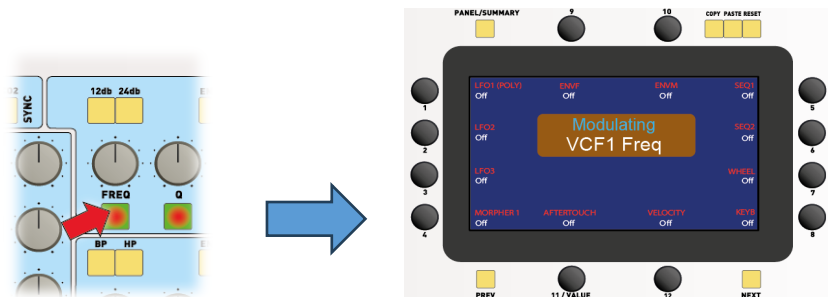 12db 24db
SYNC
FREQ
Q
BP HP
PANEL/SUMMARY
9
10
COPY PASTE RESET
LFO1 (POLY) ENVF ENVM SEQ1
Off Off Off Off
1
5
Modulating
VCF1 Freq
LFO2 SEQ2
Off Off
2
6
LFO3 WHEEL
Off Off
3
7
MORPHER 1 AFTERTOUCH VELOCITY KEYB
Off Off Off Off
4
8
PREV
11 / VALUE
12
NEXT